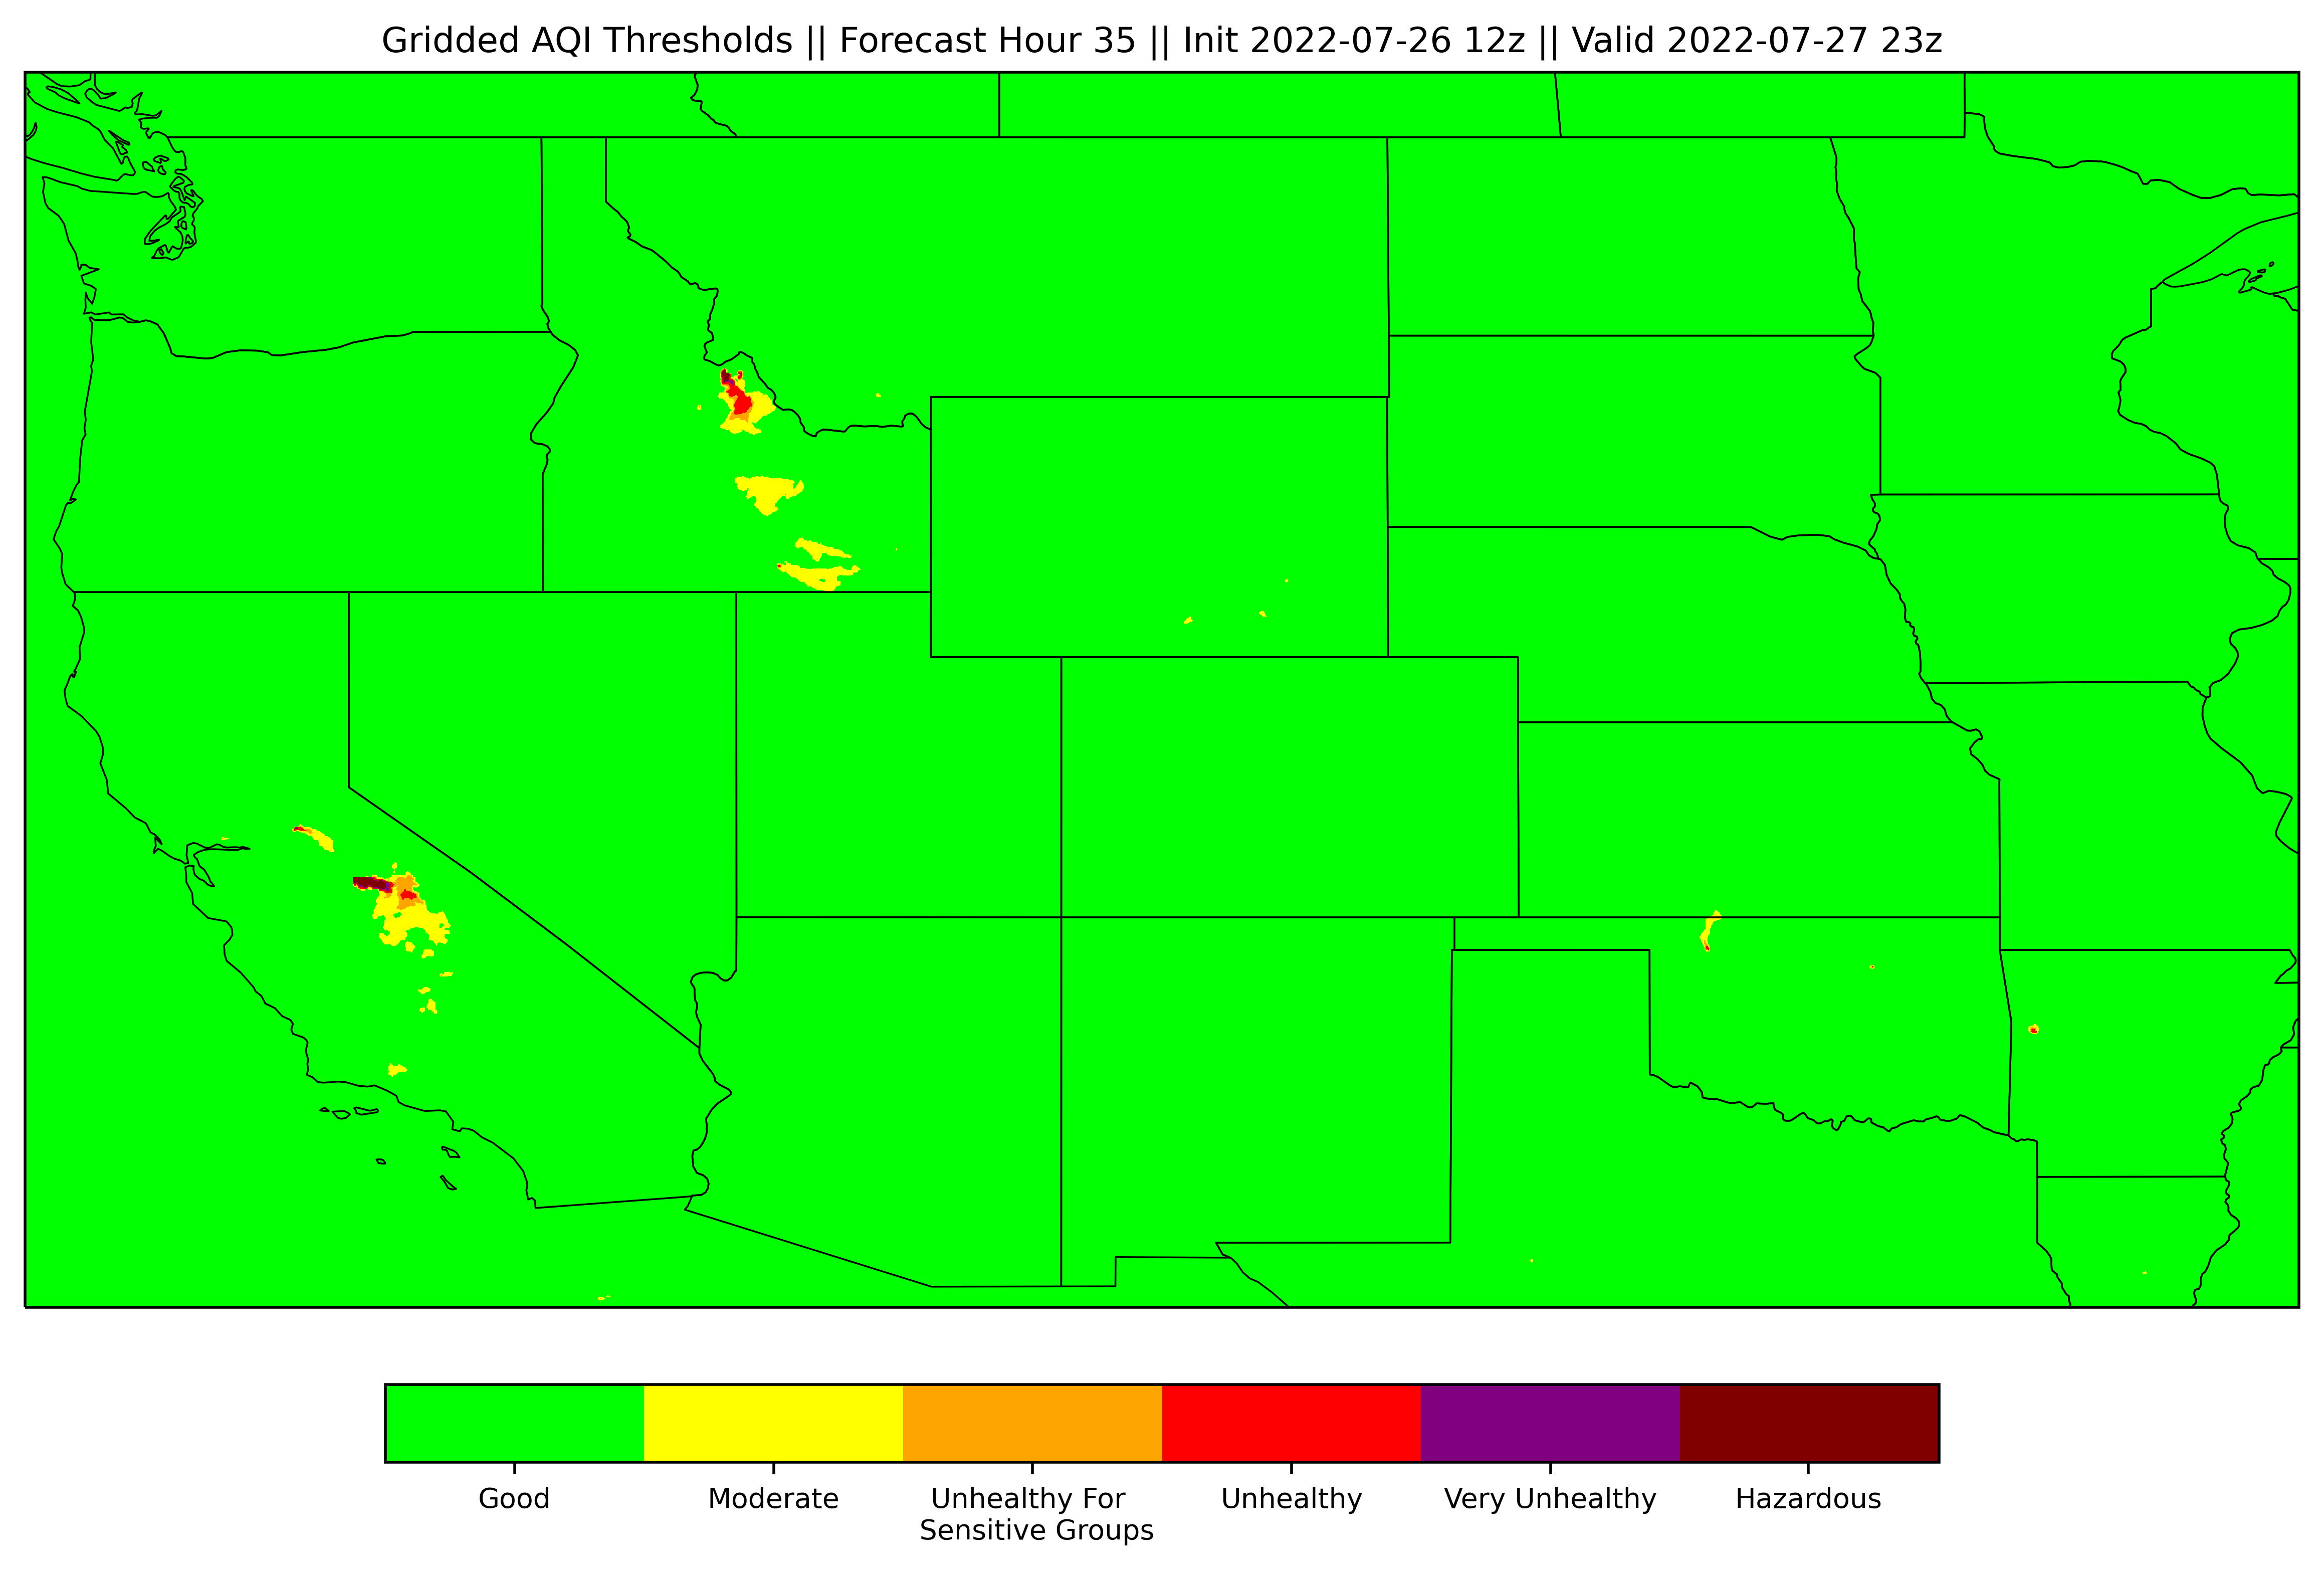 Gridded AQI Thresholds || Forecast Hour 35 || Init 2022-07-26 12z || Valid 2022-07-27 23z
Good
Moderate
Unhealthy For
Sensitive Groups
Unhealthy
Very Unhealthy
Hazardous